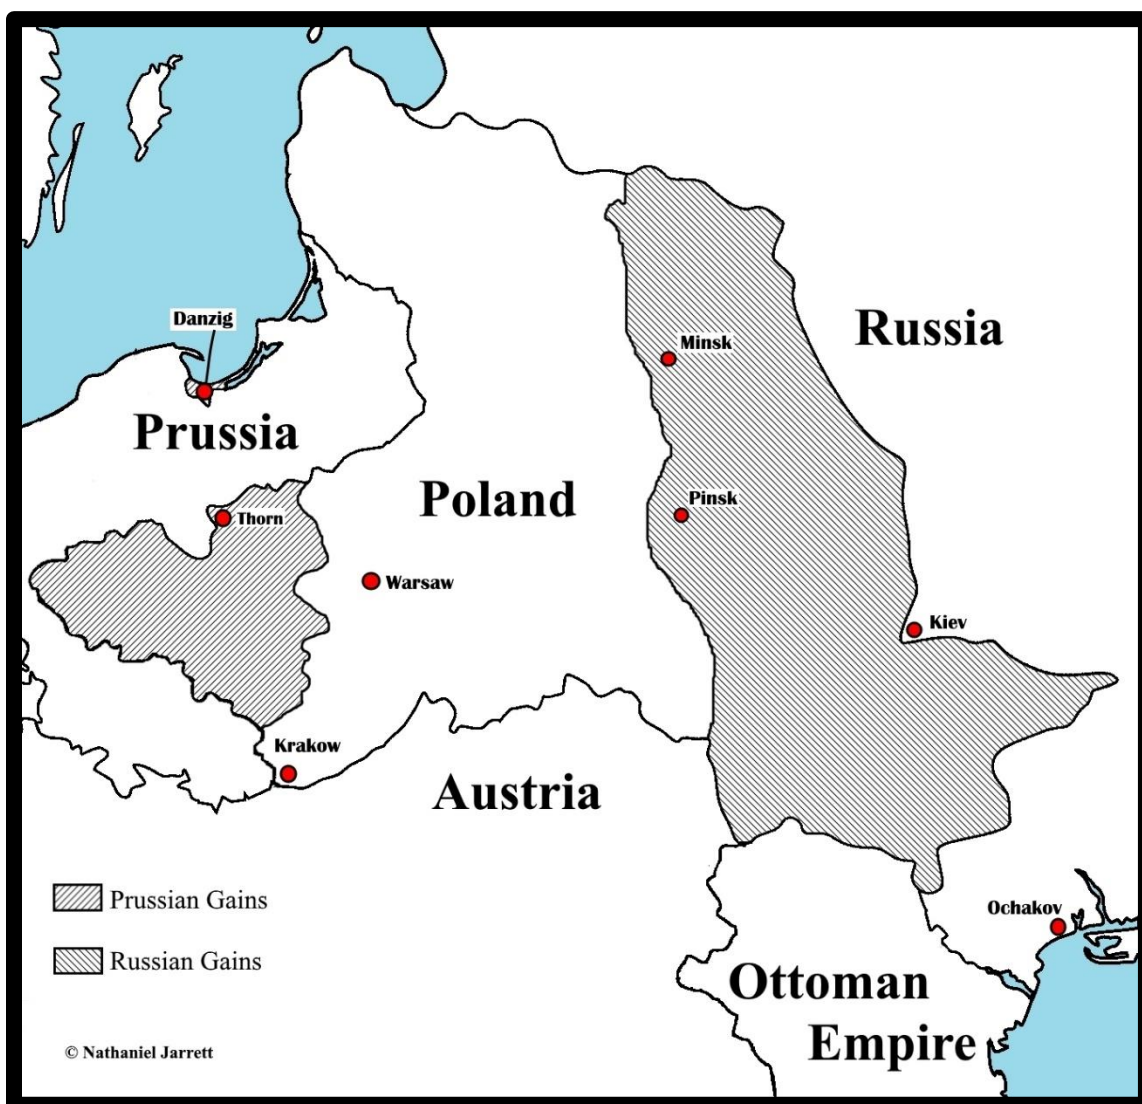 Danzig
Russia
Minsk
Prussia
Poland
Pinsk
Thorn
Warsaw
Kiev
Krakow
Austria
Prussian Gains
Ochakov
Russian Gains
Ottoman
Empire
© Nathaniel Jarrett